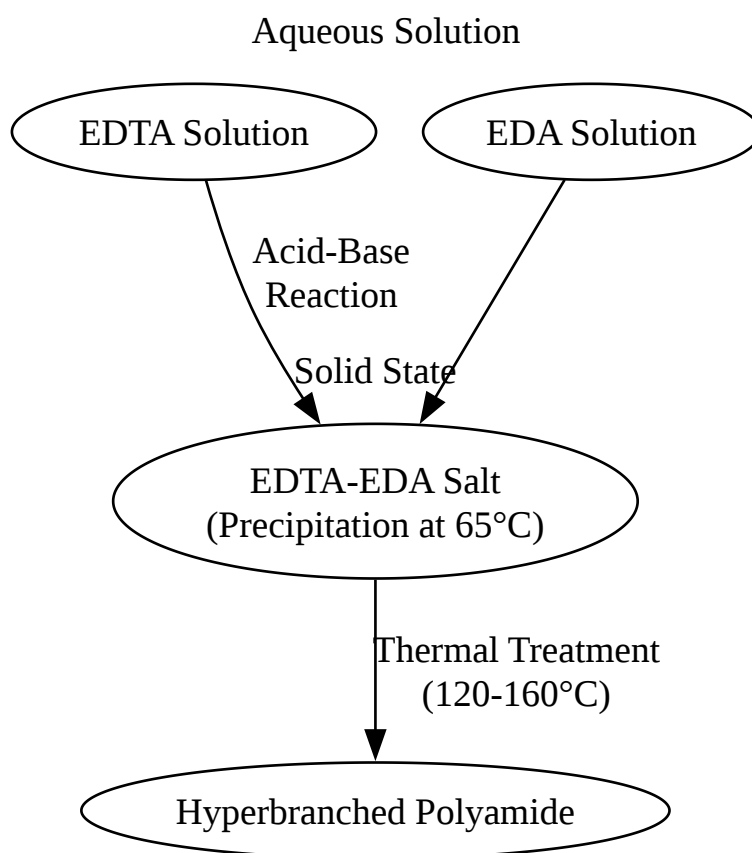 Aqueous Solution
EDTA Solution
EDA Solution
Acid-Base
Reaction
Solid State
EDTA-EDA Salt
(Precipitation at 65°C)
Thermal Treatment
(120-160°C)
Hyperbranched Polyamide